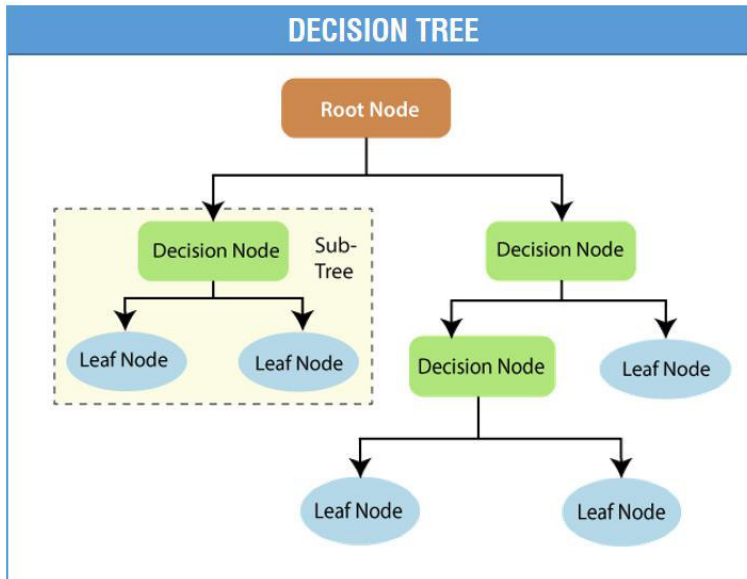 DECISION TREE
Root Node
Decision Node
Sub-
Tree
Decision Node
Leaf Node
Leaf Node
Decision Node
Leaf Node
Leaf Node
Leaf Node